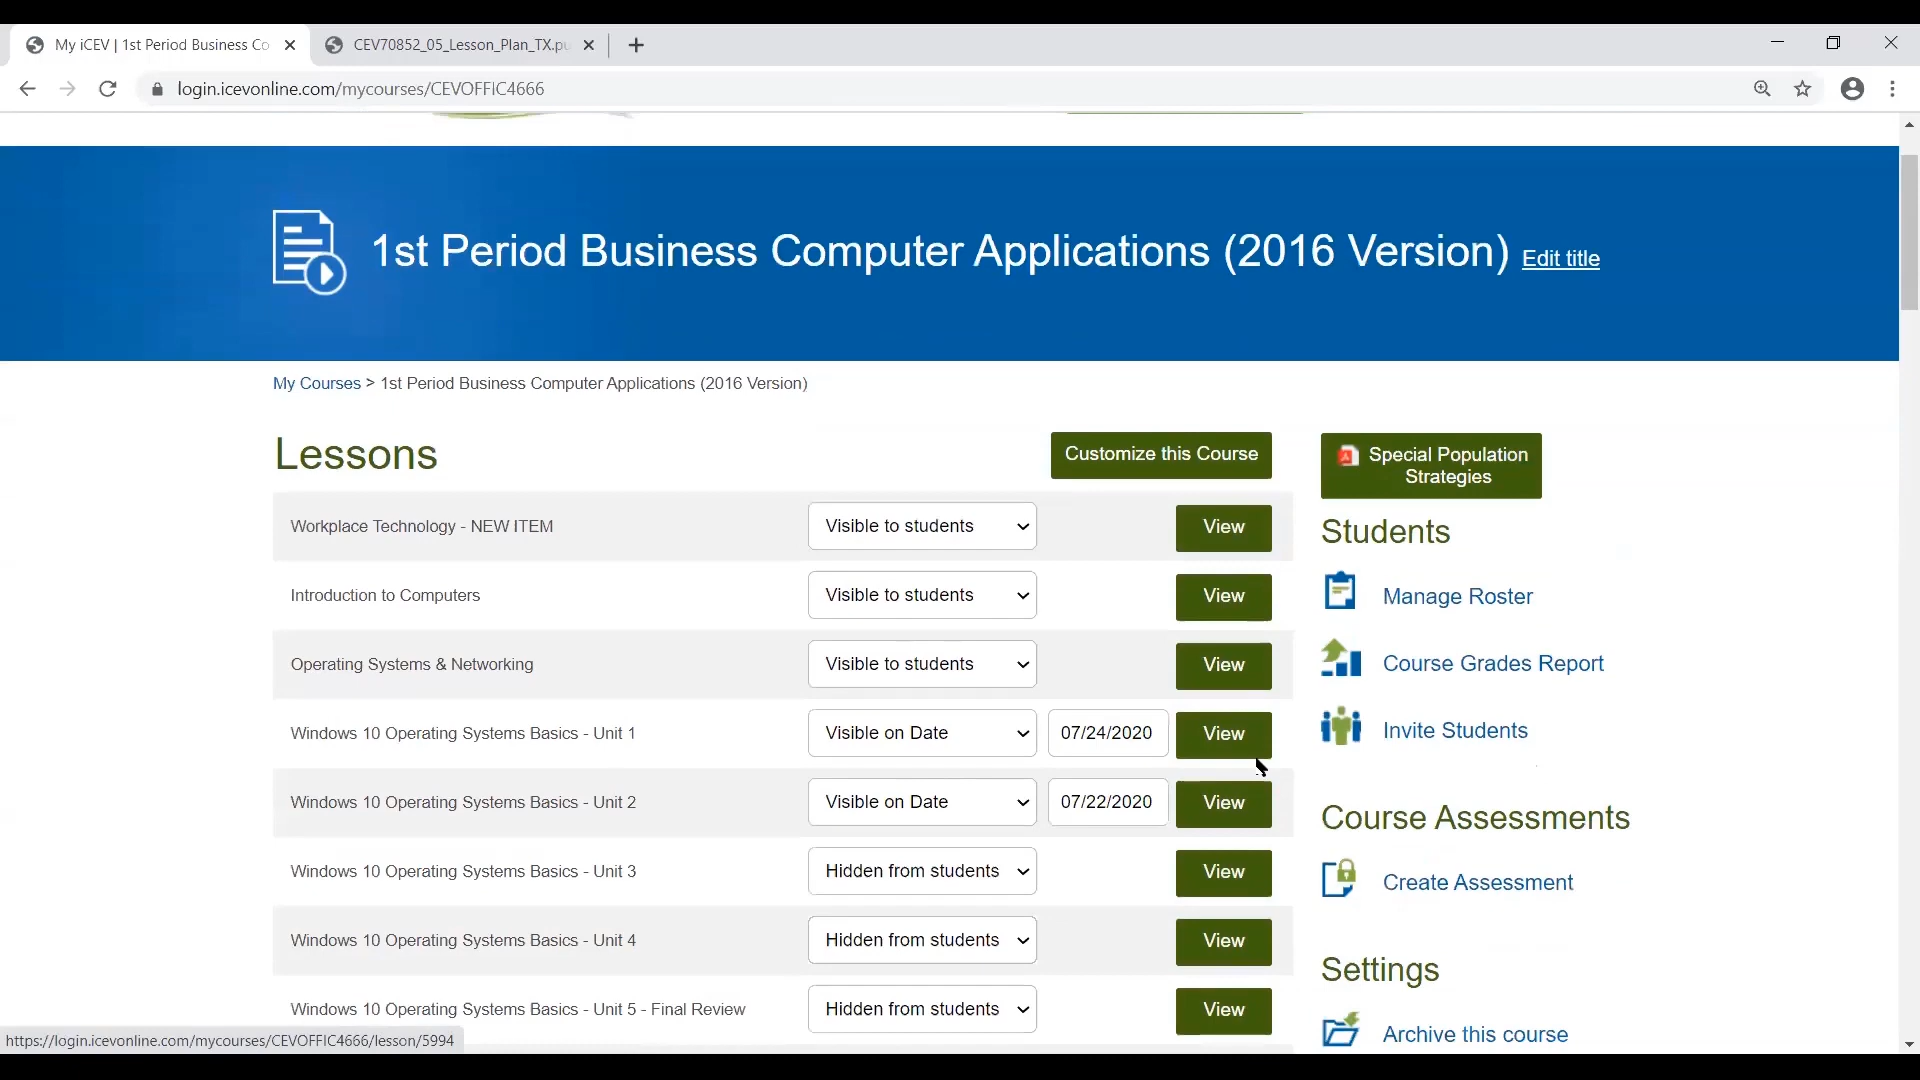 My iCEV | 1st Period Business Co
CEV70852_05_Lesson_Plan_TX.pu
login.icevonline.com/mycourses/CEVOFFIC4666
1st Period Business Computer Applications (2016 Version) Edit title
My Courses > 1st Period Business Computer Applications (2016 Version)
Lessons
Customize this Course
Workplace Technology - NEW ITEM Visible to students View
Introduction to Computers Visible to students View
Operating Systems & Networking Visible to students View
Windows 10 Operating Systems Basics - Unit 1 Visible on Date 07/24/2020 View
Windows 10 Operating Systems Basics - Unit 2 Visible on Date 07/22/2020 View
Windows 10 Operating Systems Basics - Unit 3 Hidden from students View
Windows 10 Operating Systems Basics - Unit 4 Hidden from students View
Windows 10 Operating Systems Basics - Unit 5 - Final Review Hidden from students View
Special Population
Strategies
Students
Manage Roster
Course Grades Report
Invite Students
Course Assessments
Create Assessment
Settings
Archive this course
https://login.icevonline.com/mycourses/CEVOFFIC4666/lesson/5994